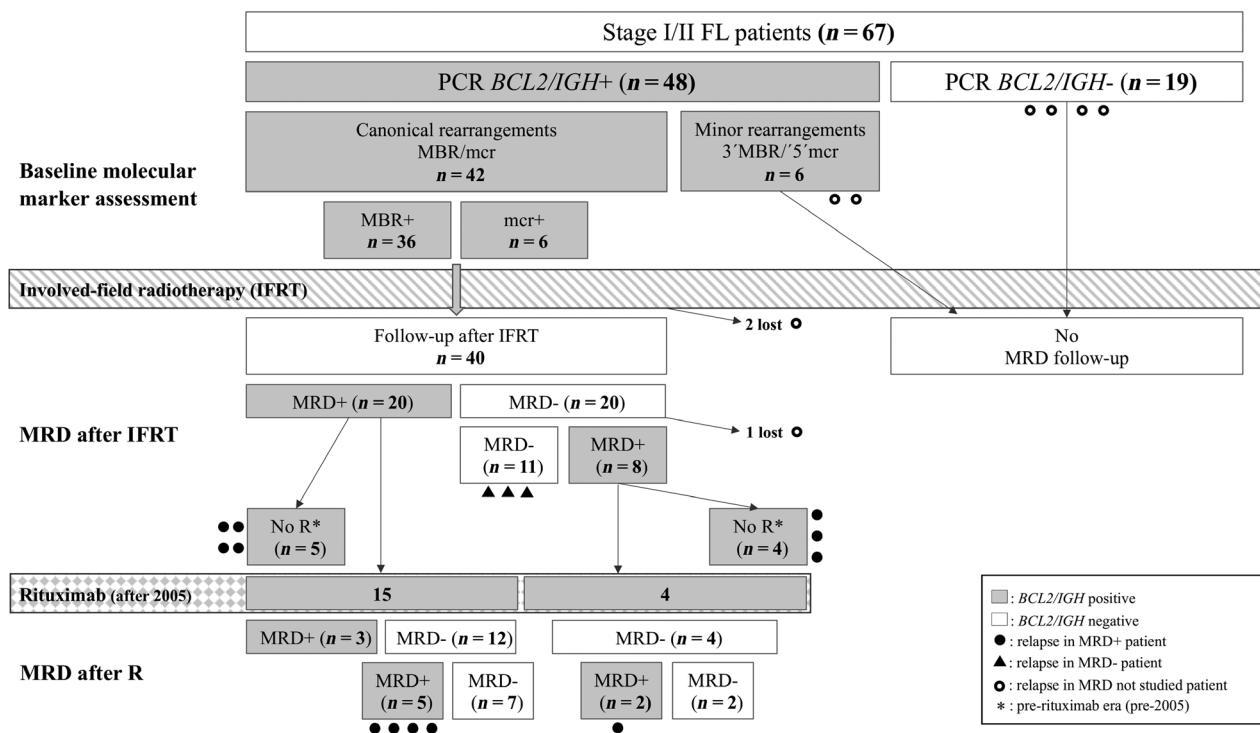 Stage I/II FL patients (n = 67)
PCR BCL2/IGH+ (n = 48)
PCR BCL2/IGH- (n = 19)
Baseline molecular
marker assessment
Canonical rearrangements
MBR/mcr
n = 42
Minor rearrangements
3´MBR/´5´mcr
n = 6
MBR+
n = 36
mcr+
n = 6
Involved-field radiotherapy (IFRT)
Follow-up after IFRT
n = 40
2 lost
No
MRD follow-up
MRD after IFRT
MRD+ (n = 20)
MRD- (n = 20)
1 lost
MRD-
(n = 11)
MRD+
(n = 8)
No R*
(n = 5)
No R*
(n = 4)
Rituximab (after 2005)
15
4
MRD after R
MRD+ (n = 3)
MRD- (n = 12)
MRD- (n = 4)
MRD+
(n = 5)
MRD-
(n = 7)
MRD+
(n = 2)
MRD-
(n = 2)
: BCL2/IGH positive
: BCL2/IGH negative
: relapse in MRD+ patient
: relapse in MRD- patient
: relapse in MRD not studied patient
* : pre-rituximab era (pre-2005)